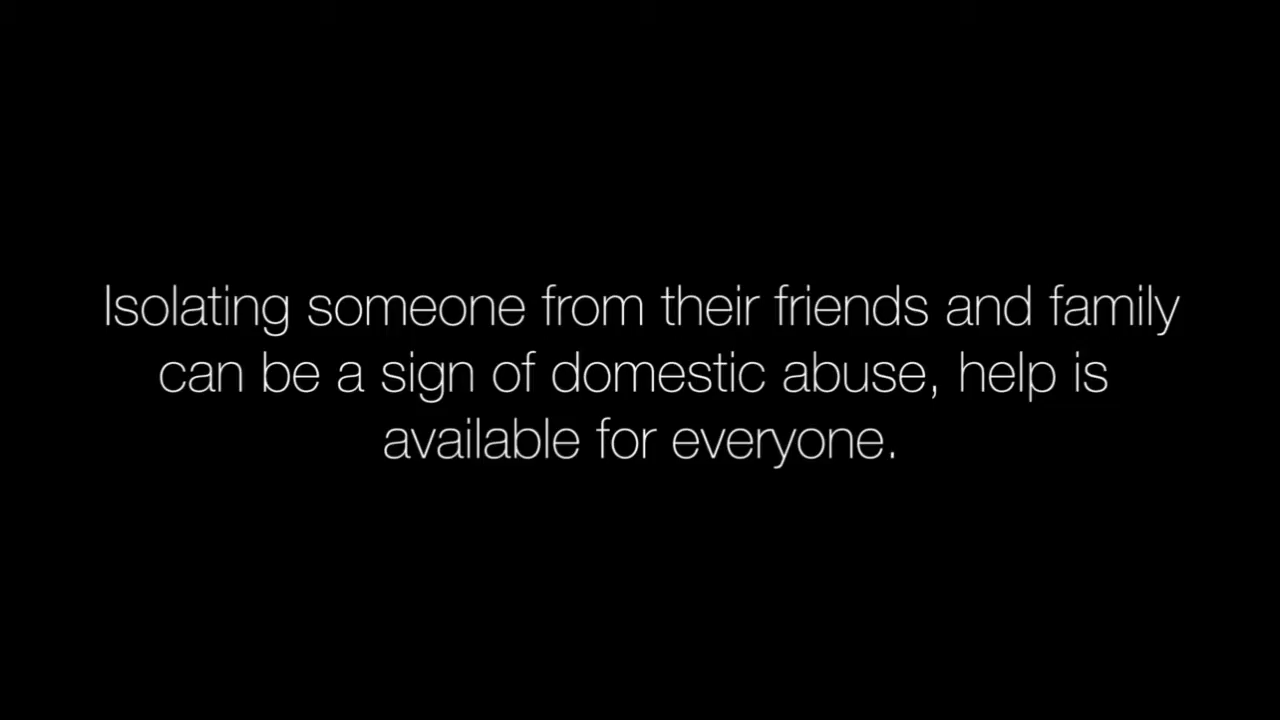 Isolating someone from their friends and family
can be a sign of domestic abuse, help is
available for everyone.